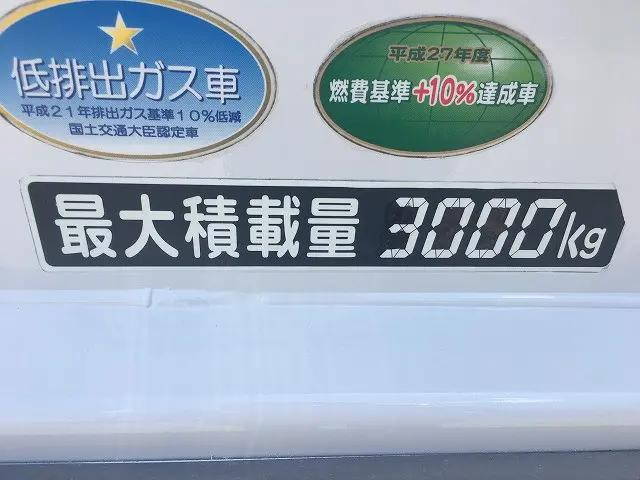 低排出ガス車
平成21年排出ガス基準10%低減
国土交通大臣認定車
平成27年度
燃費基準+10%達成車
最大積載量 3000kg